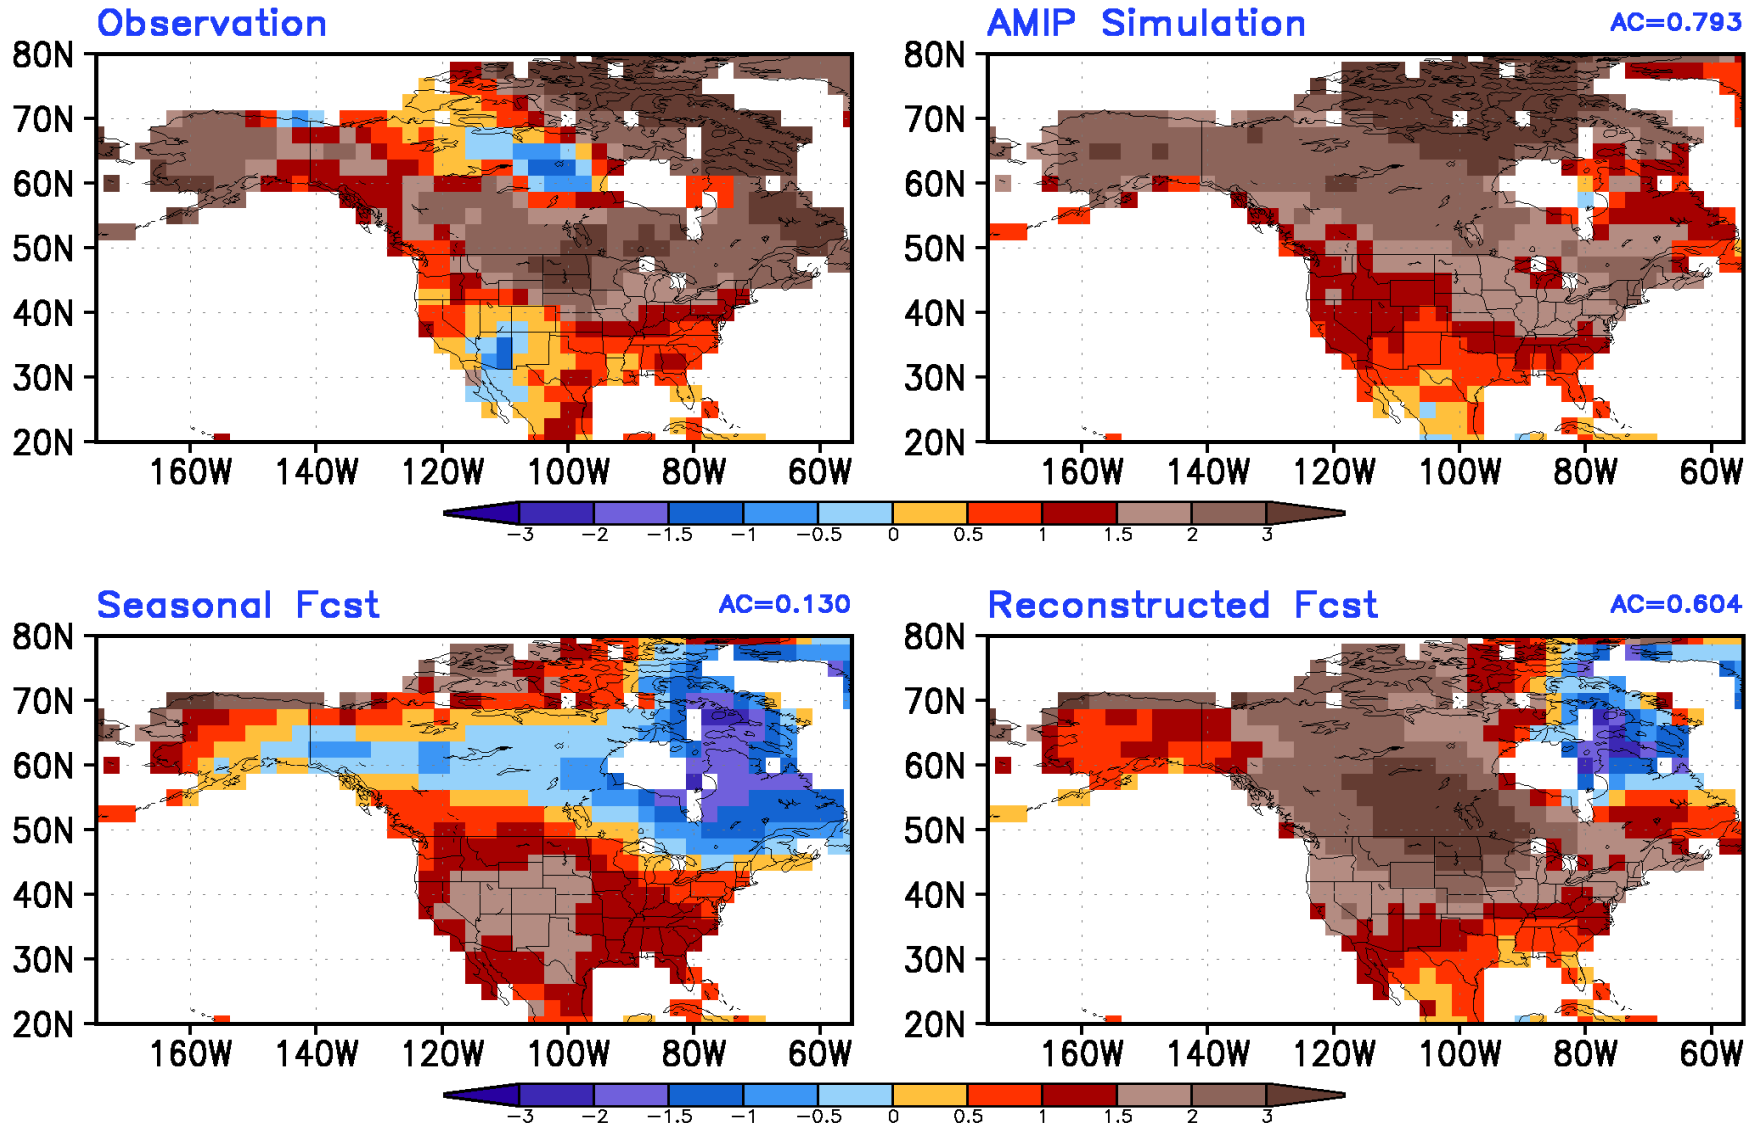 Observation
AMIP Simulation AC=0.793
80N 80N
70N 70N
60N 60N
50N 50N
40N 40N
30N 30N
20N 20N
160W 140W 120W 100W 80W 60W 160W 140W 120W 100W 80W 60W
-3 -2 -1.5 -1 -0.5 0 0.5 1 1.5 2 3
Seasonal Fcst AC=0.130
Reconstructed Fcst AC=0.604
80N 80N
70N 70N
60N 60N
50N 50N
40N 40N
30N 30N
20N 20N
160W 140W 120W 100W 80W 60W 160W 140W 120W 100W 80W 60W
-3 -2 -1.5 -1 -0.5 0 0.5 1 1.5 2 3